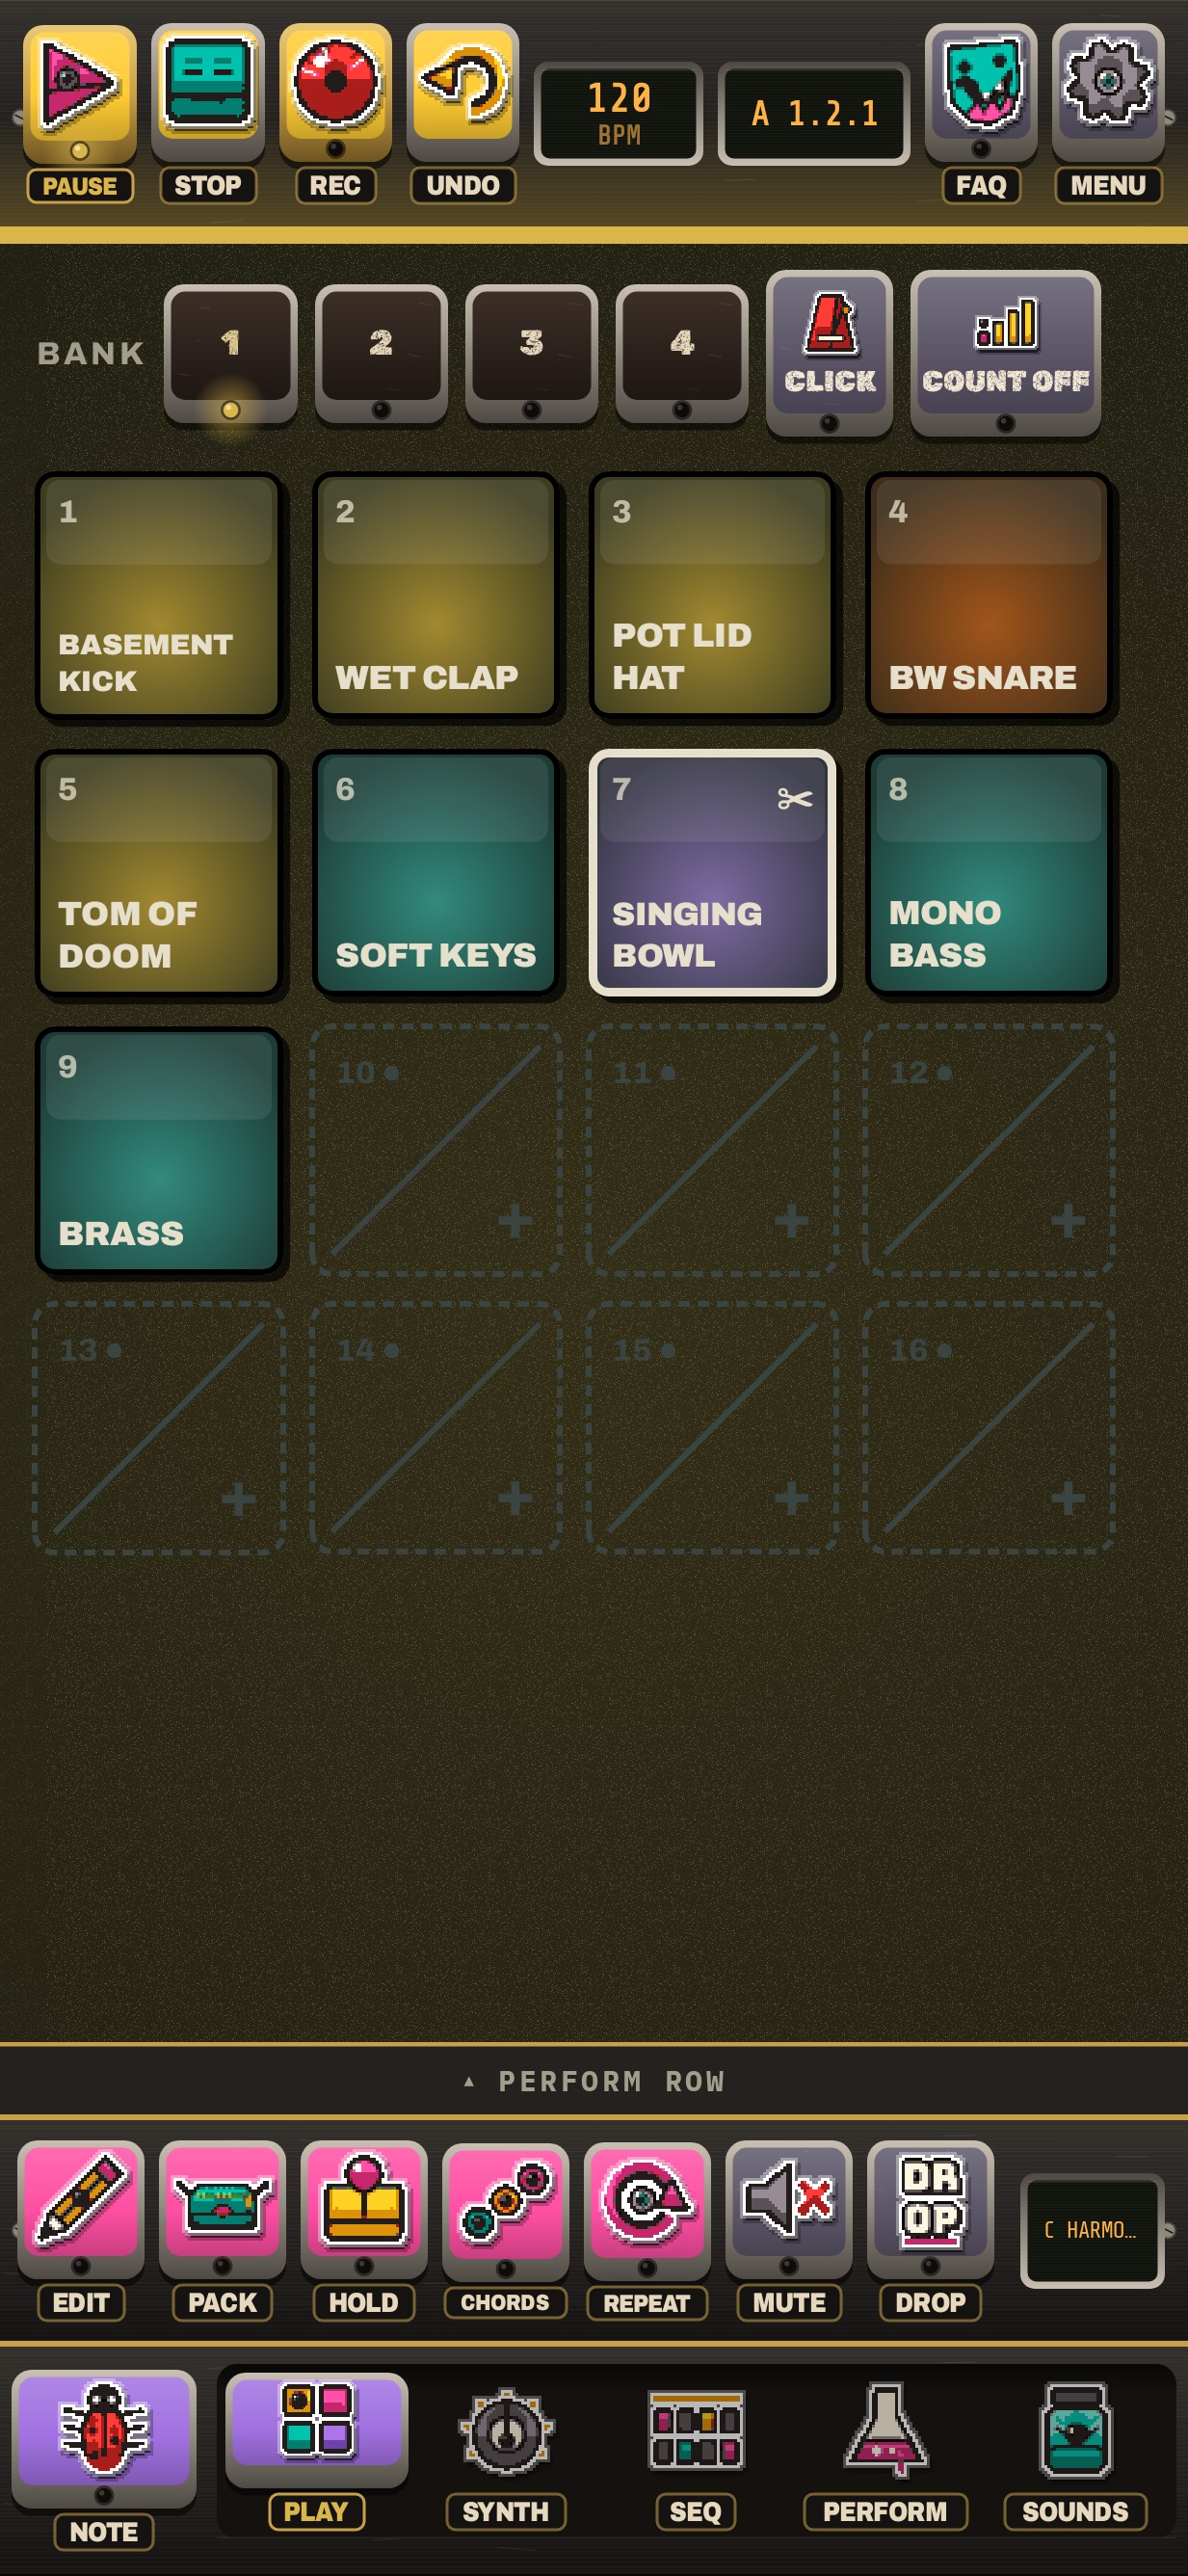 120
BPM
A 1.2.1
PAUSE
STOP
REC
UNDO
FAQ
MENU
BANK
1
2
3
4
CLICK
COUNT OFF
1
BASEMENT
KICK
2
WET CLAP
3
POT LID
HAT
4
BW SNARE
5
TOM OF
DOOM
6
SOFT KEYS
7
SINGING
BOWL
8
MONO
BASS
9
BRASS
10
11
12
13
14
15
16
▲ PERFORM ROW
DR
OP
C HARMO…
EDIT
PACK
HOLD
CHORDS
REPEAT
MUTE
DROP
NOTE
PLAY
SYNTH
SEQ
PERFORM
SOUNDS